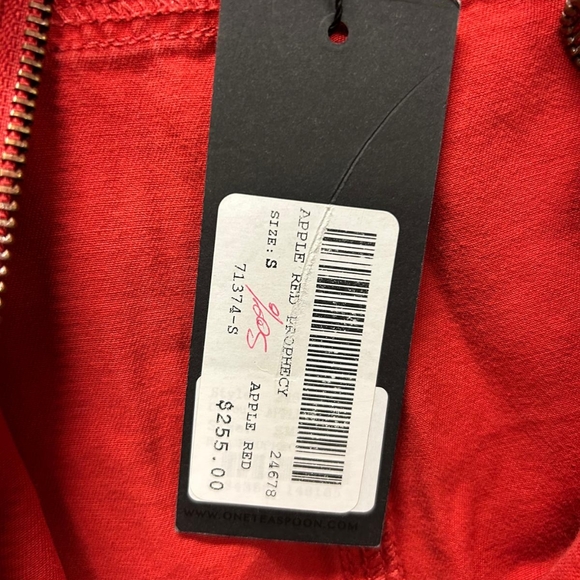 APPLE RED PROPHECY
SIZE: S 24678
71374-S APPLE RED
$255.00
WWW.ONETEASPOON.COM